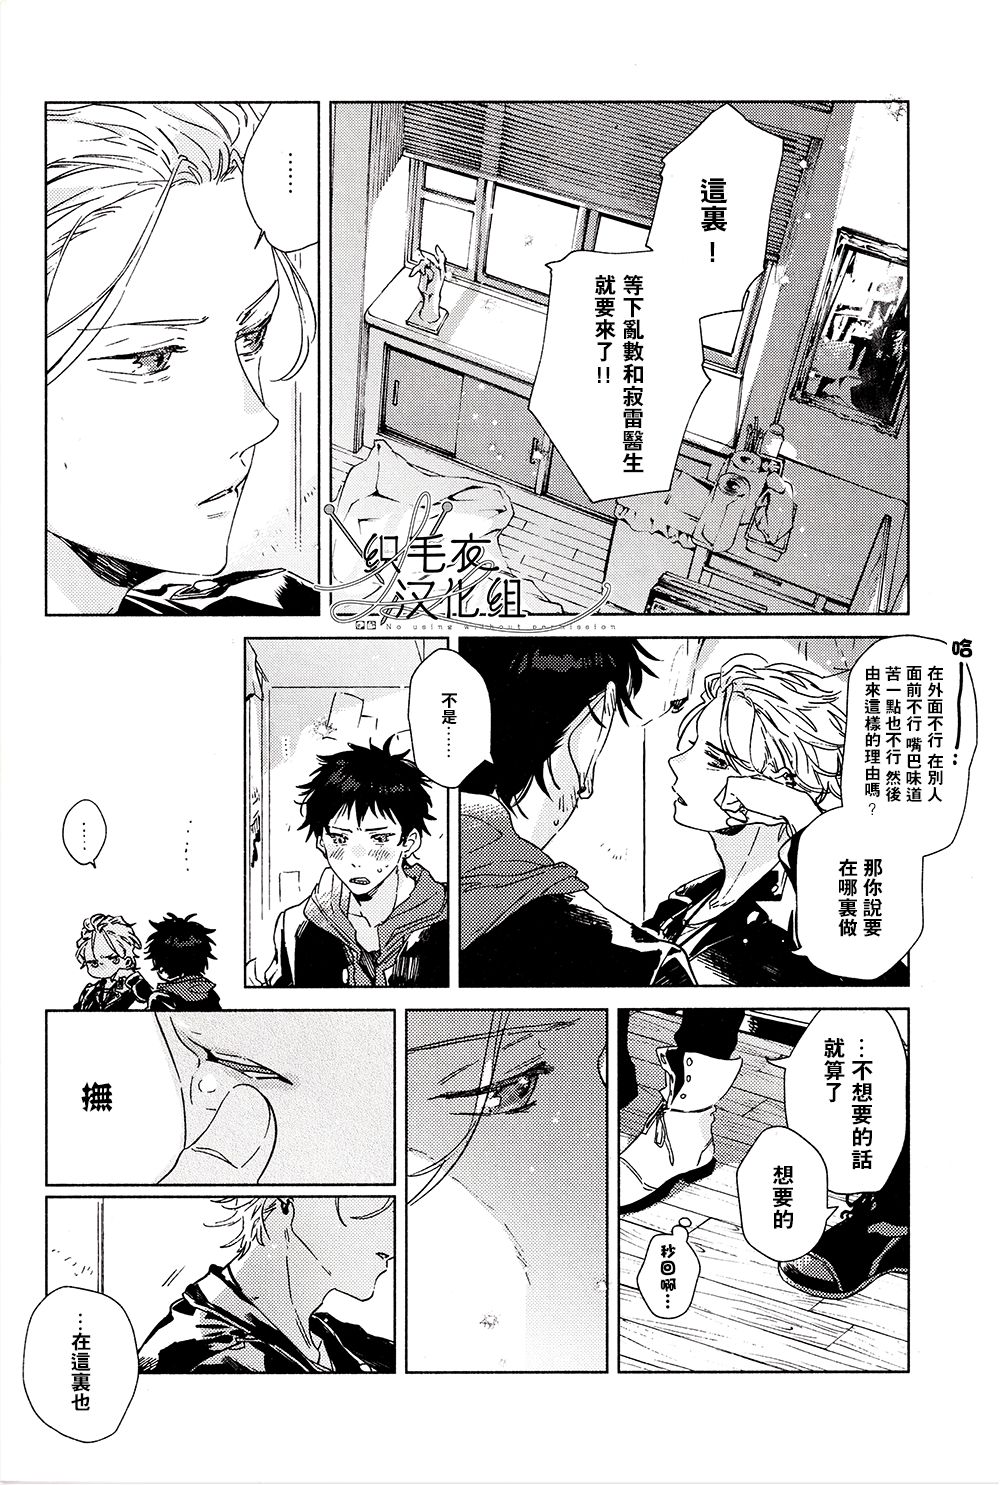 這裏！
等下亂數和寂雷醫生
就要來了!!
……
织毛衣
汉化组
No using without permission
哈——…
在外面不行 在別人
面前不行 嘴巴味道
苦一點也不行 然後
由來這樣的理由嗎？
那你說要
在哪裏做
不是……
…
…
…
…不想要的話
就算了
想要的
秒回啊…
撫
…在這裏也